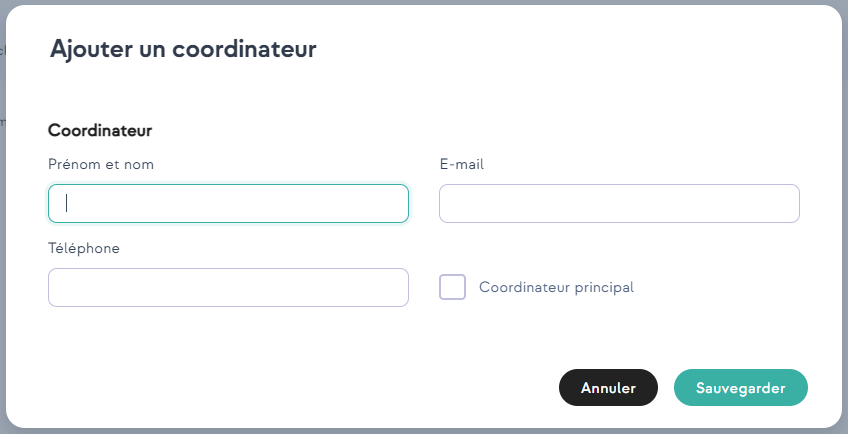 Ajouter un coordinateur
Coordinateur
Prénom et nom
E-mail
Téléphone
Coordinateur principal
Annuler
Sauvegarder